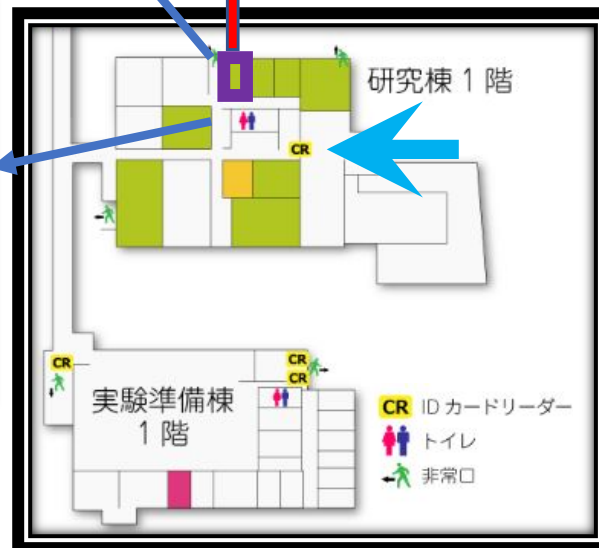 研究棟 1 階
CR
CR
CR
CR
実験準備棟
1 階
CR ID カードリーダー
トイレ
非常口